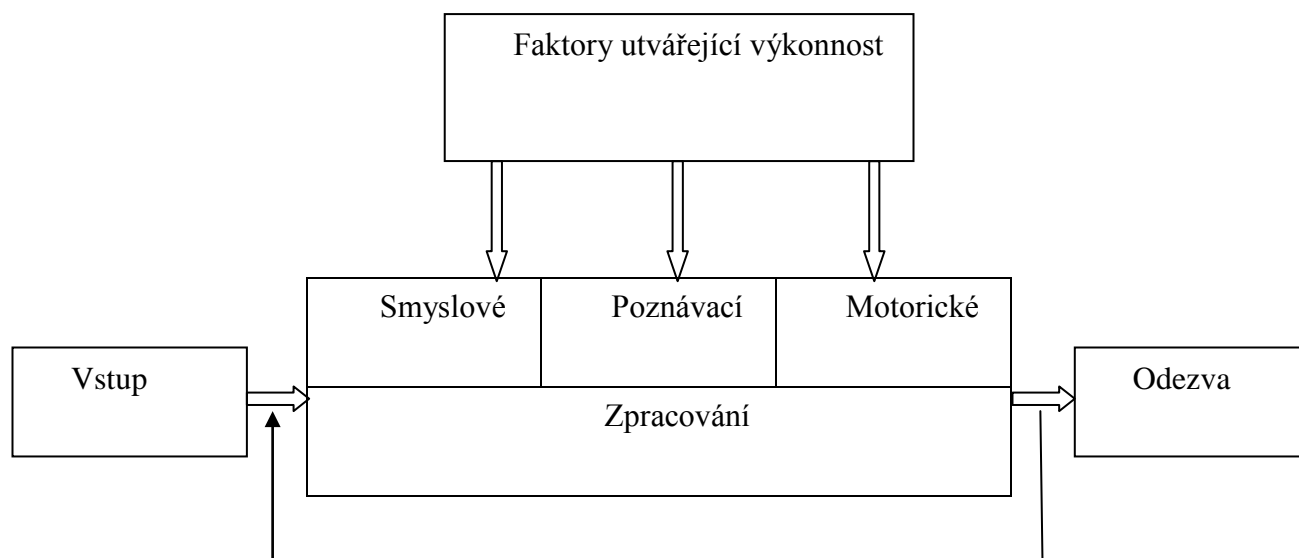 Faktory utvářející výkonnost
Smyslové
Poznávací
Motorické
Vstup
Odezva
Zpracování